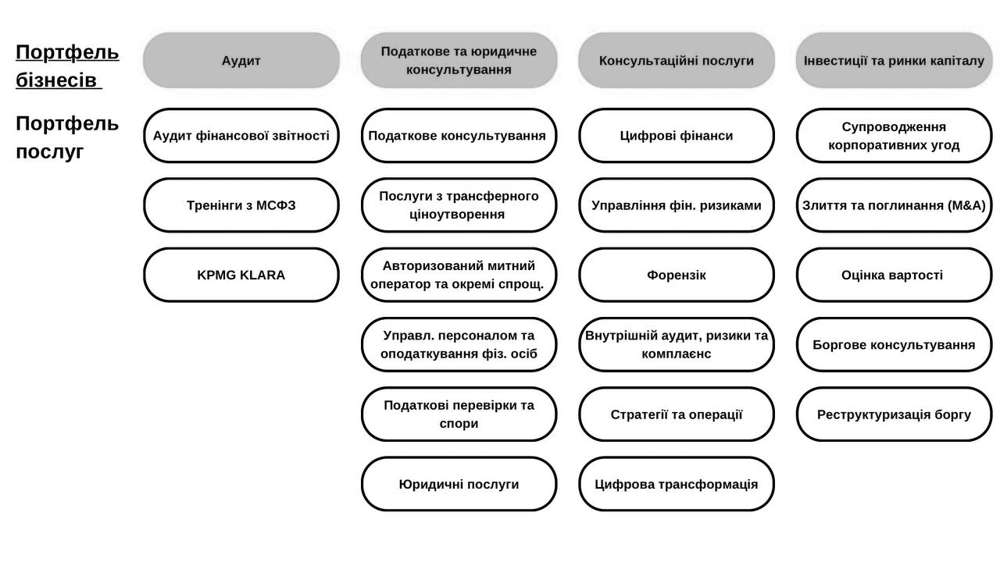 Портфель
бізнесів
Аудит
Податкове та юридичне
консультування
Консультаційні послуги
Інвестиції та ринки капіталу
Портфель
послуг
Аудит фінансової звітності
Податкове консультування
Цифрові фінанси
Супроводження
корпоративних угод
Тренінги з МСФЗ
Послуги з трансферного
ціноутворення
Управління фін. ризиками
Злиття та поглинання (M&A)
KPMG KLARA
Авторизований митний
оператор та окремі спрощ.
Форензік
Оцінка вартості
Управл. персоналом та
оподаткування фіз. осіб
Внутрішній аудит, ризики та
комплаєнс
Боргове консультування
Податкові перевірки та
спори
Стратегії та операції
Реструктуризація боргу
Юридичні послуги
Цифрова трансформація